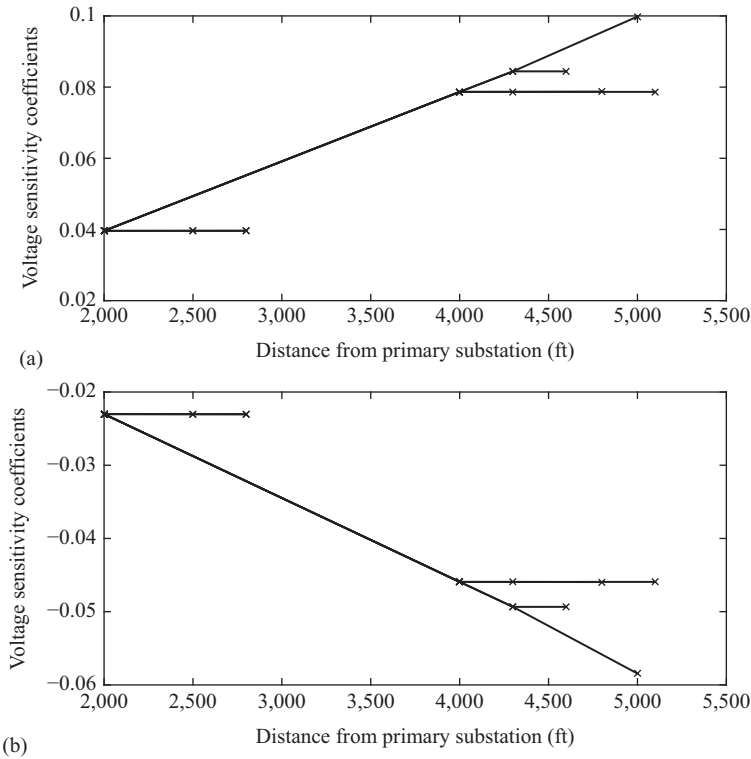 0.1
0.08
0.06
0.04
0.02
Voltage sensitivity coefficients
2,000 2,500 3,000 3,500 4,000 4,500 5,000 5,500
Distance from primary substation (ft)
(a)
−0.02
−0.03
−0.04
−0.05
−0.06
Voltage sensitivity coefficients
2,000 2,500 3,000 3,500 4,000 4,500 5,000 5,500
Distance from primary substation (ft)
(b)